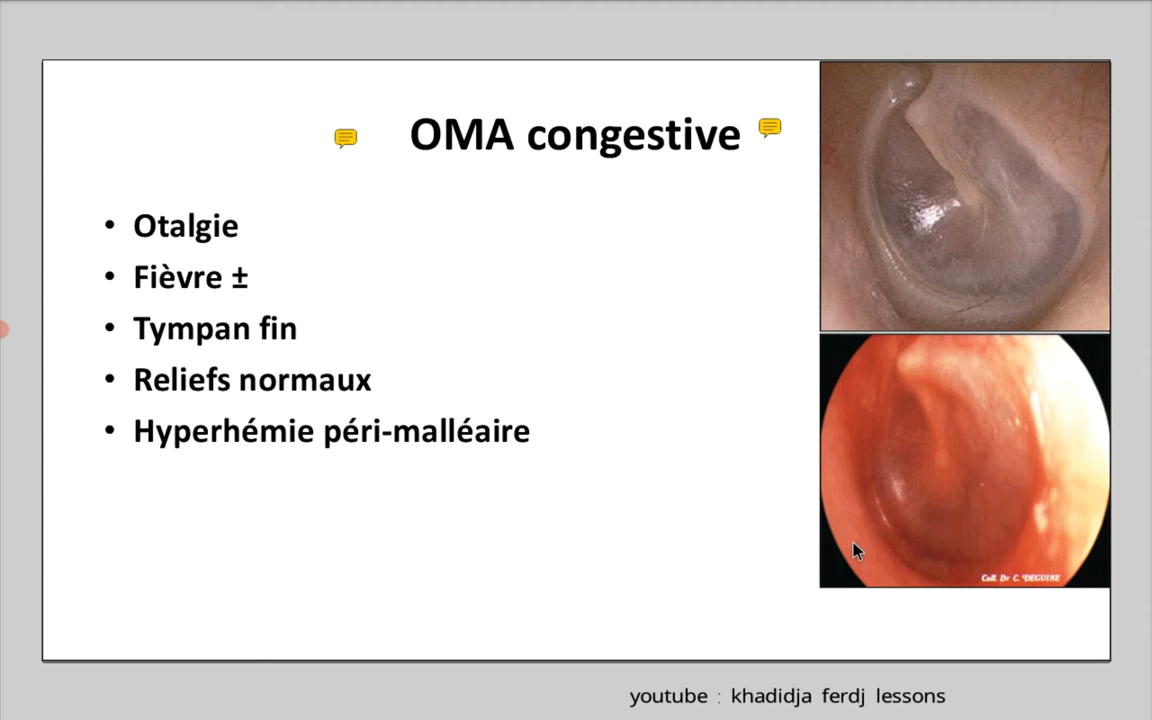 OMA congestive
• Otalgie
• Fièvre ±
• Tympan fin
• Reliefs normaux
• Hyperhémie péri-malléaire
Coll. Dr C. DEGUINE
youtube : khadidja ferdj lessons